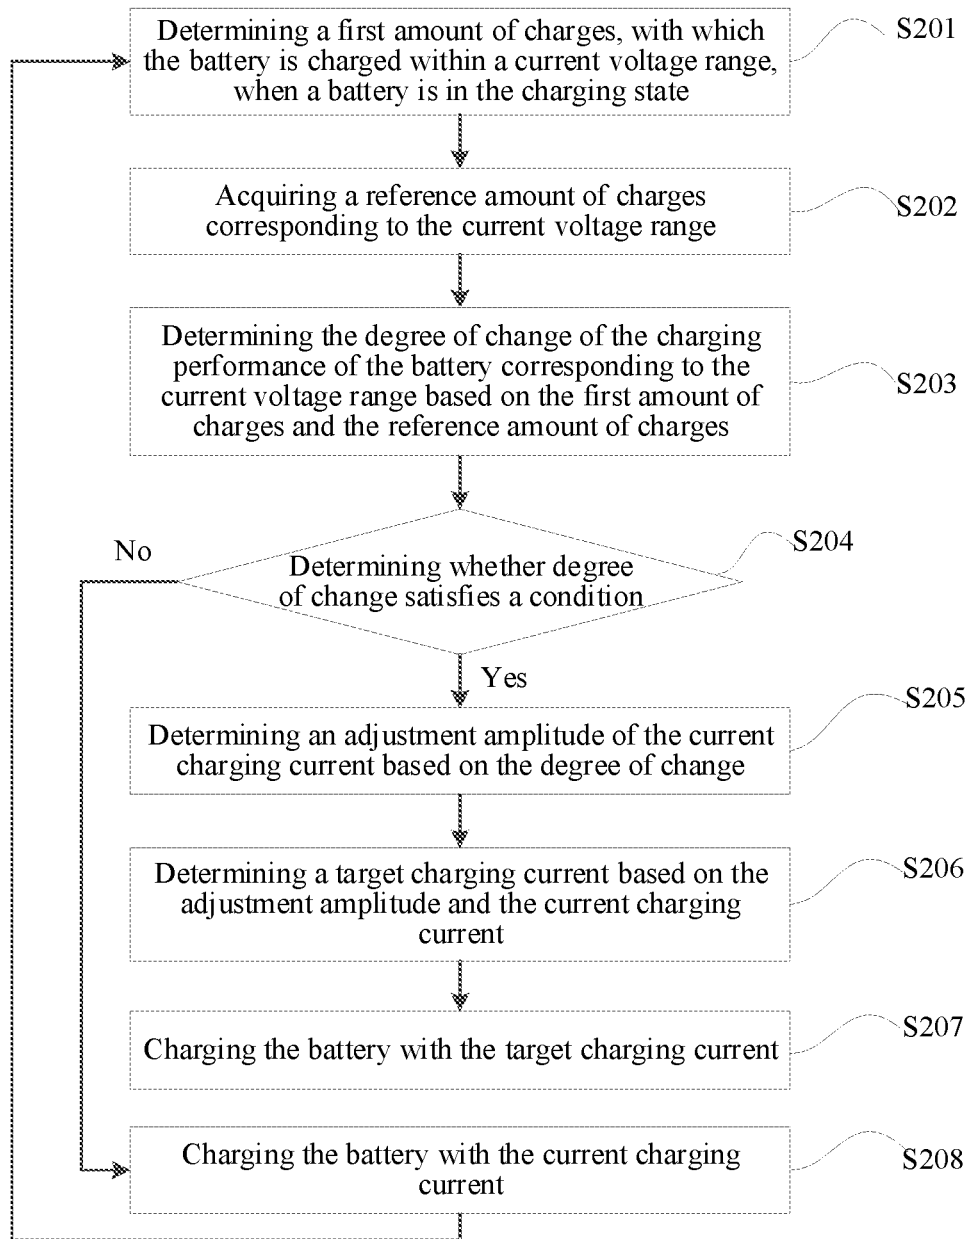 Determining a first amount of charges, with which
the battery is charged within a current voltage range,
when a battery is in the charging state
S201
Acquiring a reference amount of charges
corresponding to the current voltage range
S202
Determining the degree of change of the charging
performance of the battery corresponding to the
current voltage range based on the first amount of
charges and the reference amount of charges
S203
No
Determining whether degree
of change satisfies a condition
S204
Yes
Determining an adjustment amplitude of the current
charging current based on the degree of change
S205
Determining a target charging current based on the
adjustment amplitude and the current charging
current
S206
Charging the battery with the target charging current
S207
Charging the battery with the current charging
current
S208